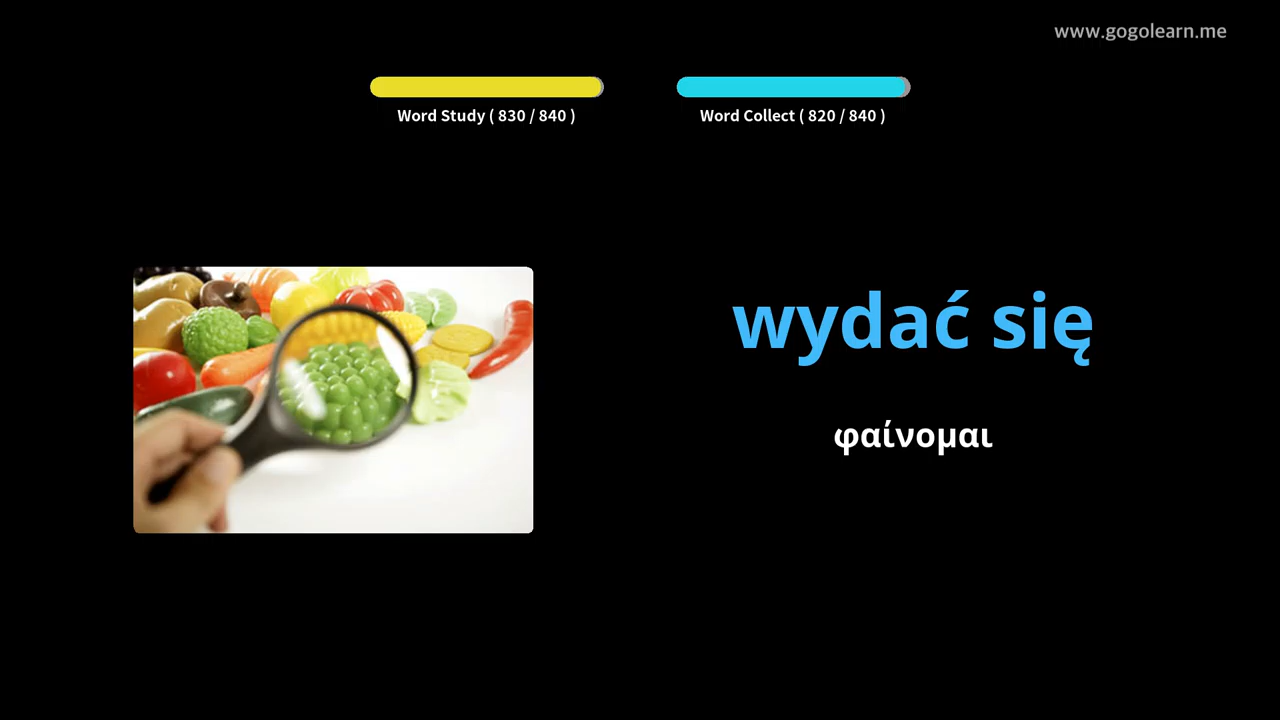 www.gogolearn.me
Word Study ( 830 / 840 )
Word Collect ( 820 / 840 )
wydać się
φαίνομαι